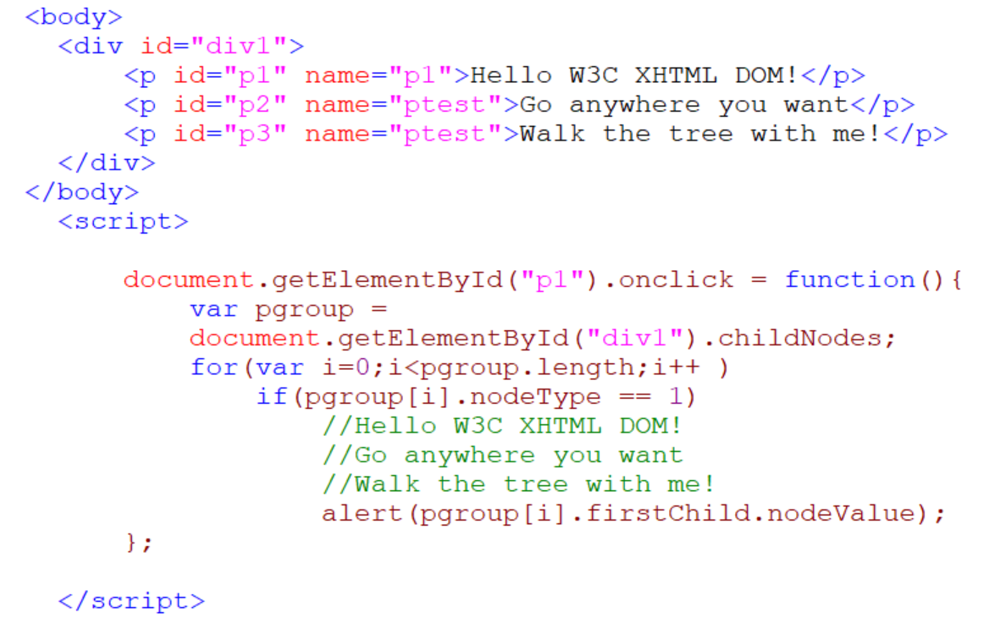 <body>
<div id="div1">
<p id="p1" name="p1">Hello W3C XHTML DOM!</p>
<p id="p2" name="ptest">Go anywhere you want</p>
<p id="p3" name="ptest">Walk the tree with me!</p>
</div>
</body>
<script>
document.getElementById("p1").onclick = function(){
var pgroup =
document.getElementById("div1").childNodes;
for(var i=0;i<pgroup.length;i++ )
if(pgroup[i].nodeType == 1)
//Hello W3C XHTML DOM!
//Go anywhere you want
//Walk the tree with me!
alert(pgroup[i].firstChild.nodeValue);
};
</script>